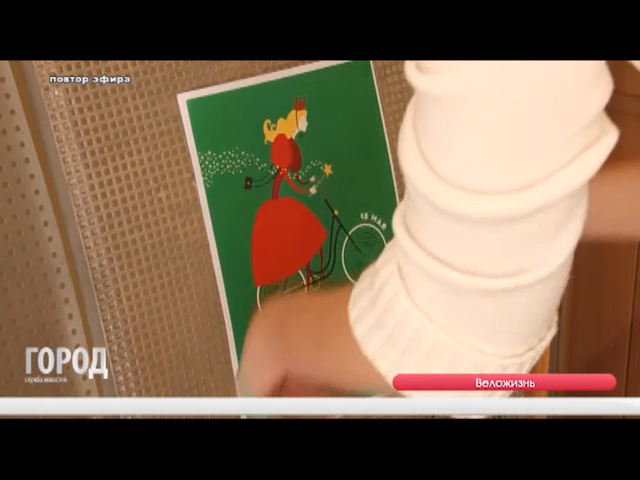 повтор эфира
18 МАЯ
ГОРОД
служба новостей
Веложизнь